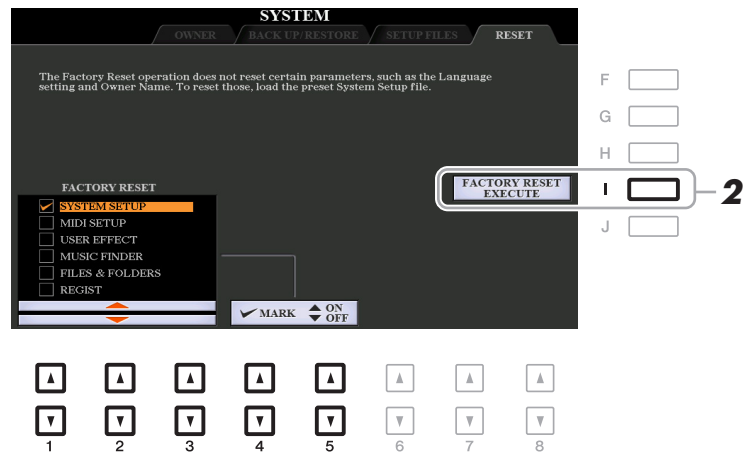 SYSTEM
OWNER BACK UP/RESTORE SETUP FILES RESET
The Factory Reset operation does not reset certain parameters, such as the Language
setting and Owner Name. To reset those, load the preset System Setup file.
F
G
H
FACTORY RESET
EXECUTE
I
2
J
FACTORY RESET
SYSTEM SETUP
MIDI SETUP
USER EFFECT
MUSIC FINDER
FILES & FOLDERS
REGIST
MARK ON
OFF
1 2 3 4 5 6 7 8